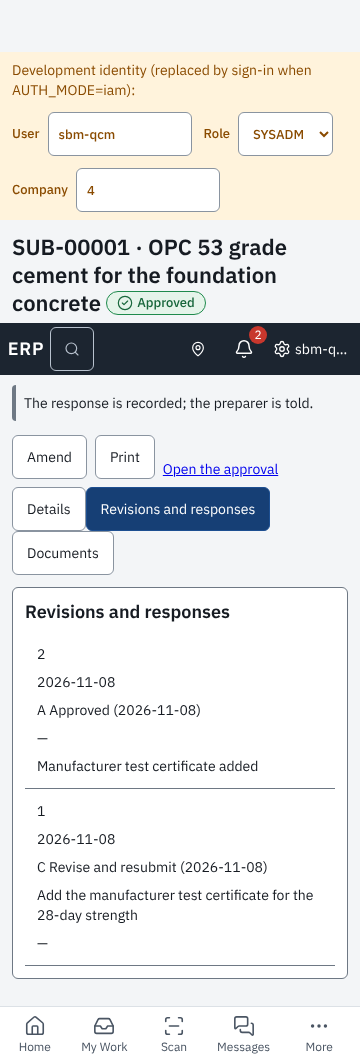 Development identity (replaced by sign-in when
AUTH_MODE=iam):
User sbm-qcm Role SYSADM
Company 4
SUB-00001 · OPC 53 grade
cement for the foundation
concrete Approved
ERP 2 sbm-q...
The response is recorded; the preparer is told.
Amend Print Open the approval
Details Revisions and responses
Documents
Revisions and responses
2
2026-11-08
A Approved (2026-11-08)
—
Manufacturer test certificate added
1
2026-11-08
C Revise and resubmit (2026-11-08)
Add the manufacturer test certificate for the
28-day strength
—
Home My Work Scan Messages More